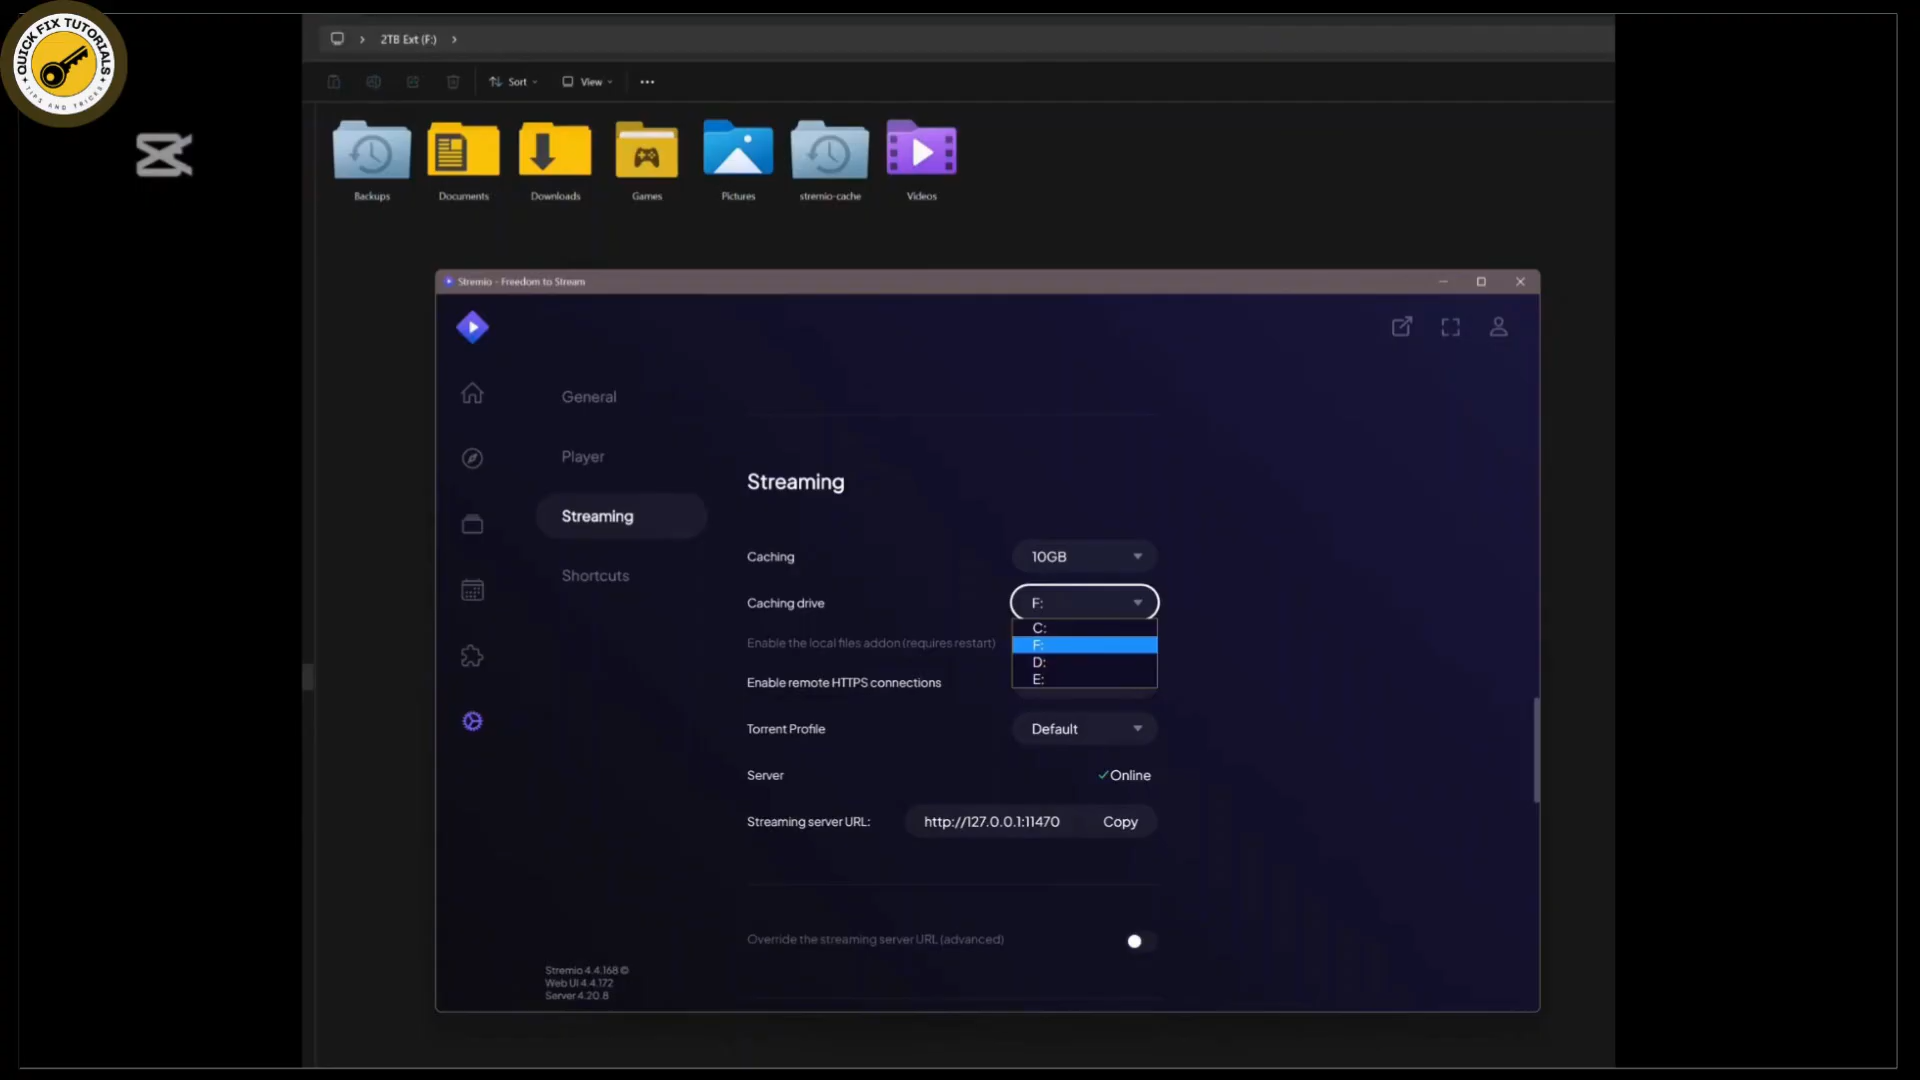 QUICK FIX TUTORIALS
TIPS AND TRICKS
2TB Ext (F:)
Sort
View
Backups
Documents
Downloads
Games
Pictures
stremio-cache
Videos
Stremio - Freedom to Stream
General
Player
Streaming
Shortcuts
Streaming
Caching
10GB
Caching drive
F:
C:
F:
D:
E:
Enable the local files addon (requires restart)
Enable remote HTTPS connections
Torrent Profile
Default
Server
Online
Streaming server URL:
http://127.0.0.1:11470
Copy
Override the streaming server URL (advanced)
Stremio 4.4.168 ©
Web UI 4.4.172
Server 4.20.8